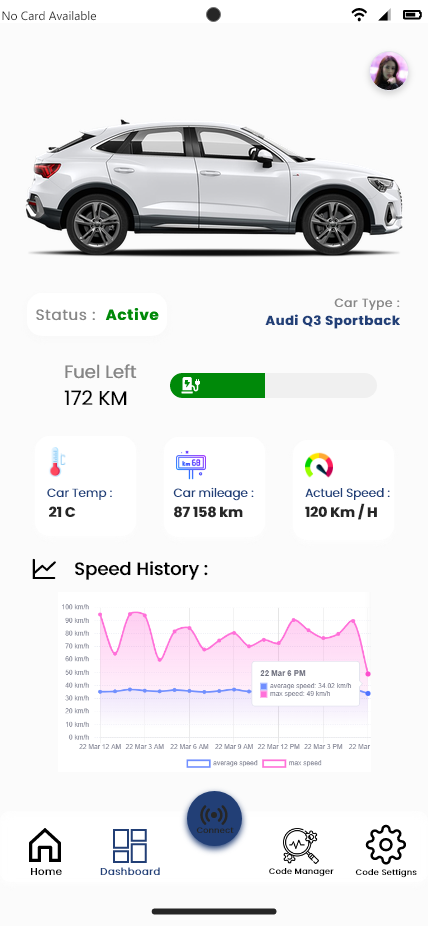 No Card Available
Status : Active
Car Type :
Audi Q3 Sportback
Fuel Left
172 KM
Car Temp :
21 C
km 68
Car mileage :
87 158 km
Actuel Speed :
120 Km / H
Speed History :
100 km/h
90 km/h
80 km/h
70 km/h
60 km/h
50 km/h
40 km/h
30 km/h
20 km/h
10 km/h
0 km/h
22 Mar 6 PM
average speed: 34.02 km/h
max speed: 49 km/h
22 Mar 12 AM 22 Mar 3 AM 22 Mar 6 AM 22 Mar 9 AM 22 Mar 12 PM 22 Mar 3 PM 22 Mar
average speed max speed
Connect
Home
Dashboard
Code Manager
Code Settigns